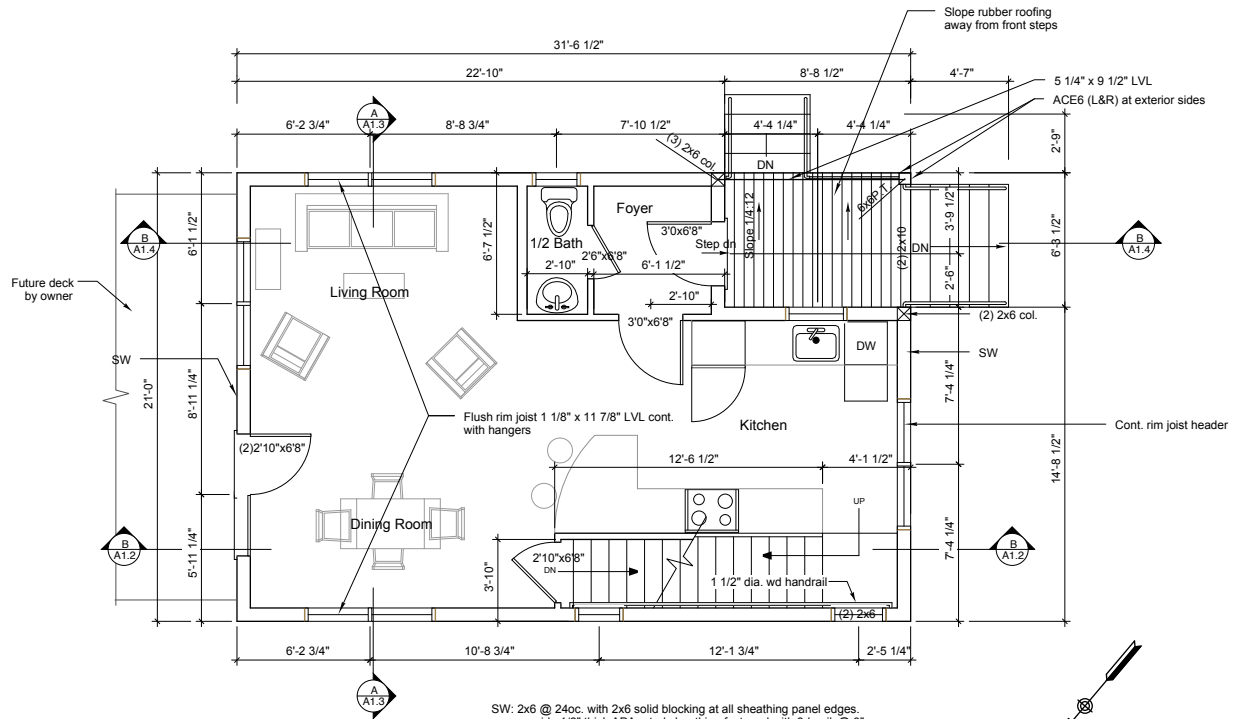 Slope rubber roofing
away from front steps
31'-6 1/2"
22'-10"
8'-8 1/2"
4'-7"
5 1/4" x 9 1/2" LVL
ACE6 (L&R) at exterior sides
A
A1.3
6'-2 3/4"
8'-8 3/4"
7'-10 1/2"
4'-4 1/4"
4'-4 1/4"
2'-9"
(3) 2x6 col.
DN
6x6P.T.
Foyer
1/2 Bath
3'0x6'8"
Step dn
Slope 1/4:12
(2) 2x10
3'-9 1/2"
DN
6'-3 1/2"
B
A1.4
B
A1.4
6'-1 1/2"
6'-7 1/2"
2'-10"
2'6"x6'8"
6'-1 1/2"
2'-6"
Future deck
by owner
Living Room
2'-10"
3'0"x6'8"
(2) 2x6 col.
DW
SW
SW
21'-0"
8'-11 1/4"
7'-4 1/4"
Flush rim joist 1 1/8" x 11 7/8" LVL cont.
with hangers
Kitchen
Cont. rim joist header
(2)2'10"x6'8"
12'-6 1/2"
4'-1 1/2"
14'-8 1/2"
UP
Dining Room
B
A1.2
B
A1.2
5'-11 1/4"
3'-10"
2'10"x6'8"
DN
7'-4 1/4"
1 1/2" dia. wd handrail
(2) 2x6
6'-2 3/4"
10'-8 3/4"
12'-1 3/4"
2'-5 1/4"
A
A1.3
SW: 2x6 @ 24oc. with 2x6 solid blocking at all sheathing panel edges.